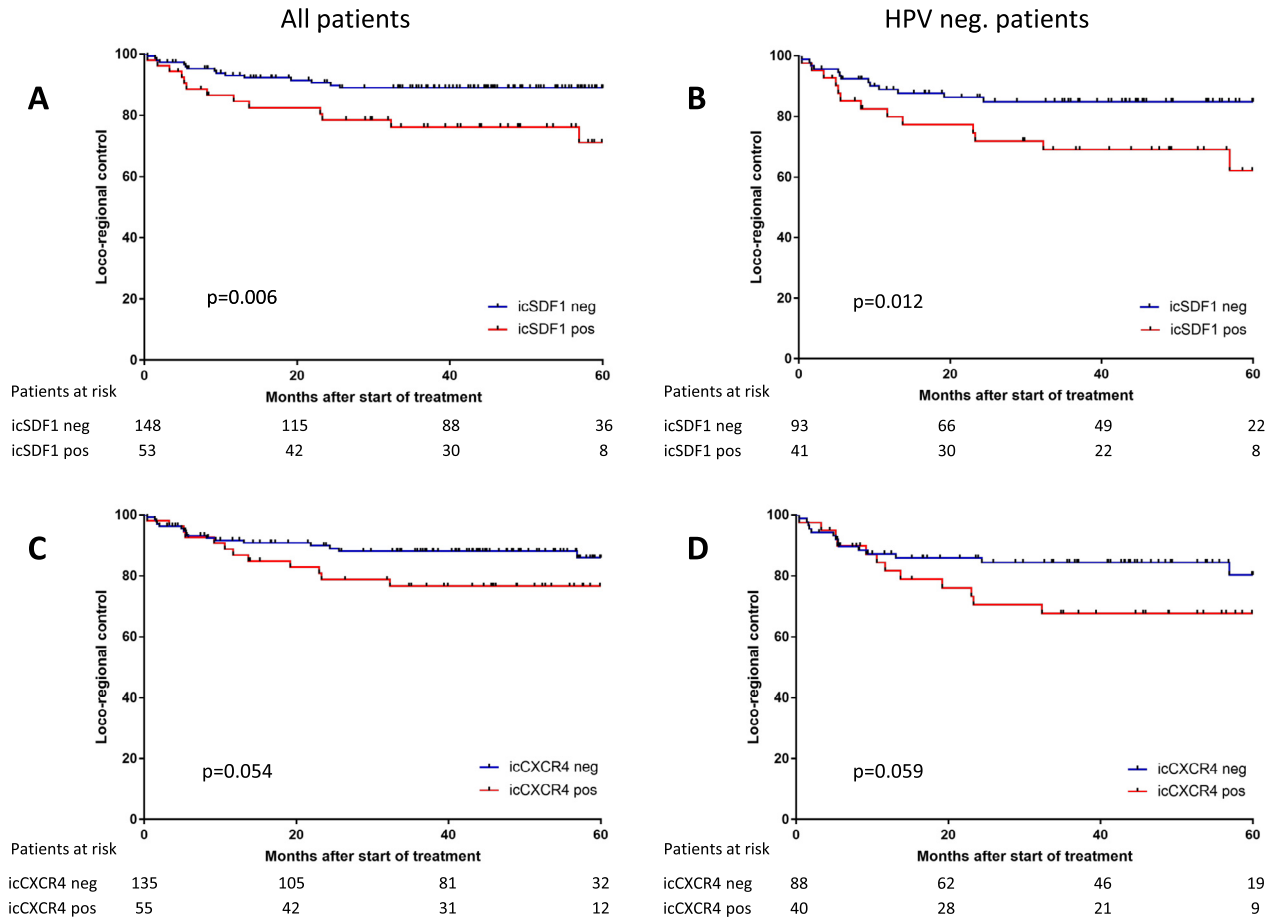 All patients
HPV neg. patients
A
100
80
60
40
20
0
Loco-regional control
p=0.006
icSDF1 neg
icSDF1 pos
0 20 40 60
Months after start of treatment
Patients at risk
icSDF1 neg 148 115 88 36
icSDF1 pos 53 42 30 8
B
100
80
60
40
20
0
Loco-regional control
p=0.012
icSDF1 neg
icSDF1 pos
0 20 40 60
Months after start of treatment
Patients at risk
icSDF1 neg 93 66 49 22
icSDF1 pos 41 30 22 8
C
100
80
60
40
20
0
Loco-regional control
p=0.054
icCXCR4 neg
icCXCR4 pos
0 20 40 60
Months after start of treatment
Patients at risk
icCXCR4 neg 135 105 81 32
icCXCR4 pos 55 42 31 12
D
100
80
60
40
20
0
Loco-regional control
p=0.059
icCXCR4 neg
icCXCR4 pos
0 20 40 60
Months after start of treatment
Patients at risk
icCXCR4 neg 88 62 46 19
icCXCR4 pos 40 28 21 9